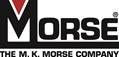 MORSE®
THE M. K. MORSE COMPANY